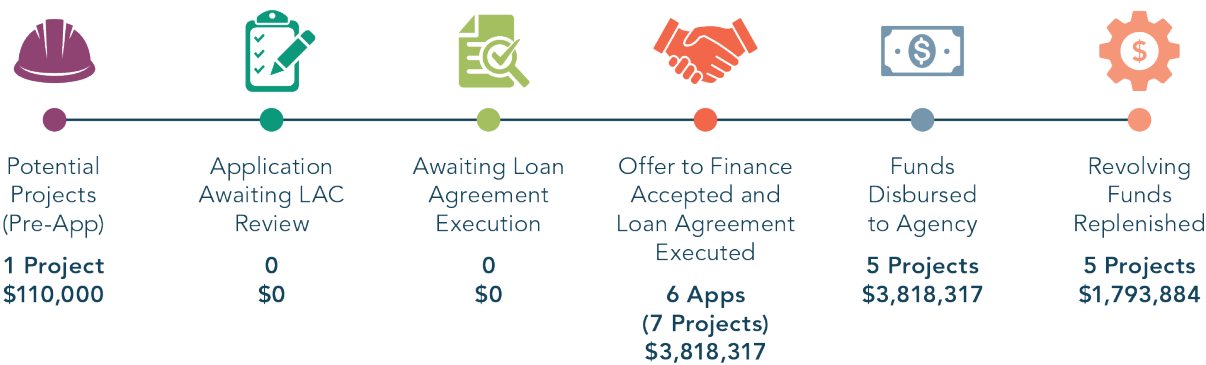 Potential
Projects
(Pre-App)
1 Project
$110,000
Application
Awaiting LAC
Review
0
$0
Awaiting Loan
Agreement
Execution
0
$0
Offer to Finance
Accepted and
Loan Agreement
Executed
6 Apps
(7 Projects)
$3,818,317
Funds
Disbursed
to Agency
5 Projects
$3,818,317
Revolving
Funds
Replenished
5 Projects
$1,793,884
$
$